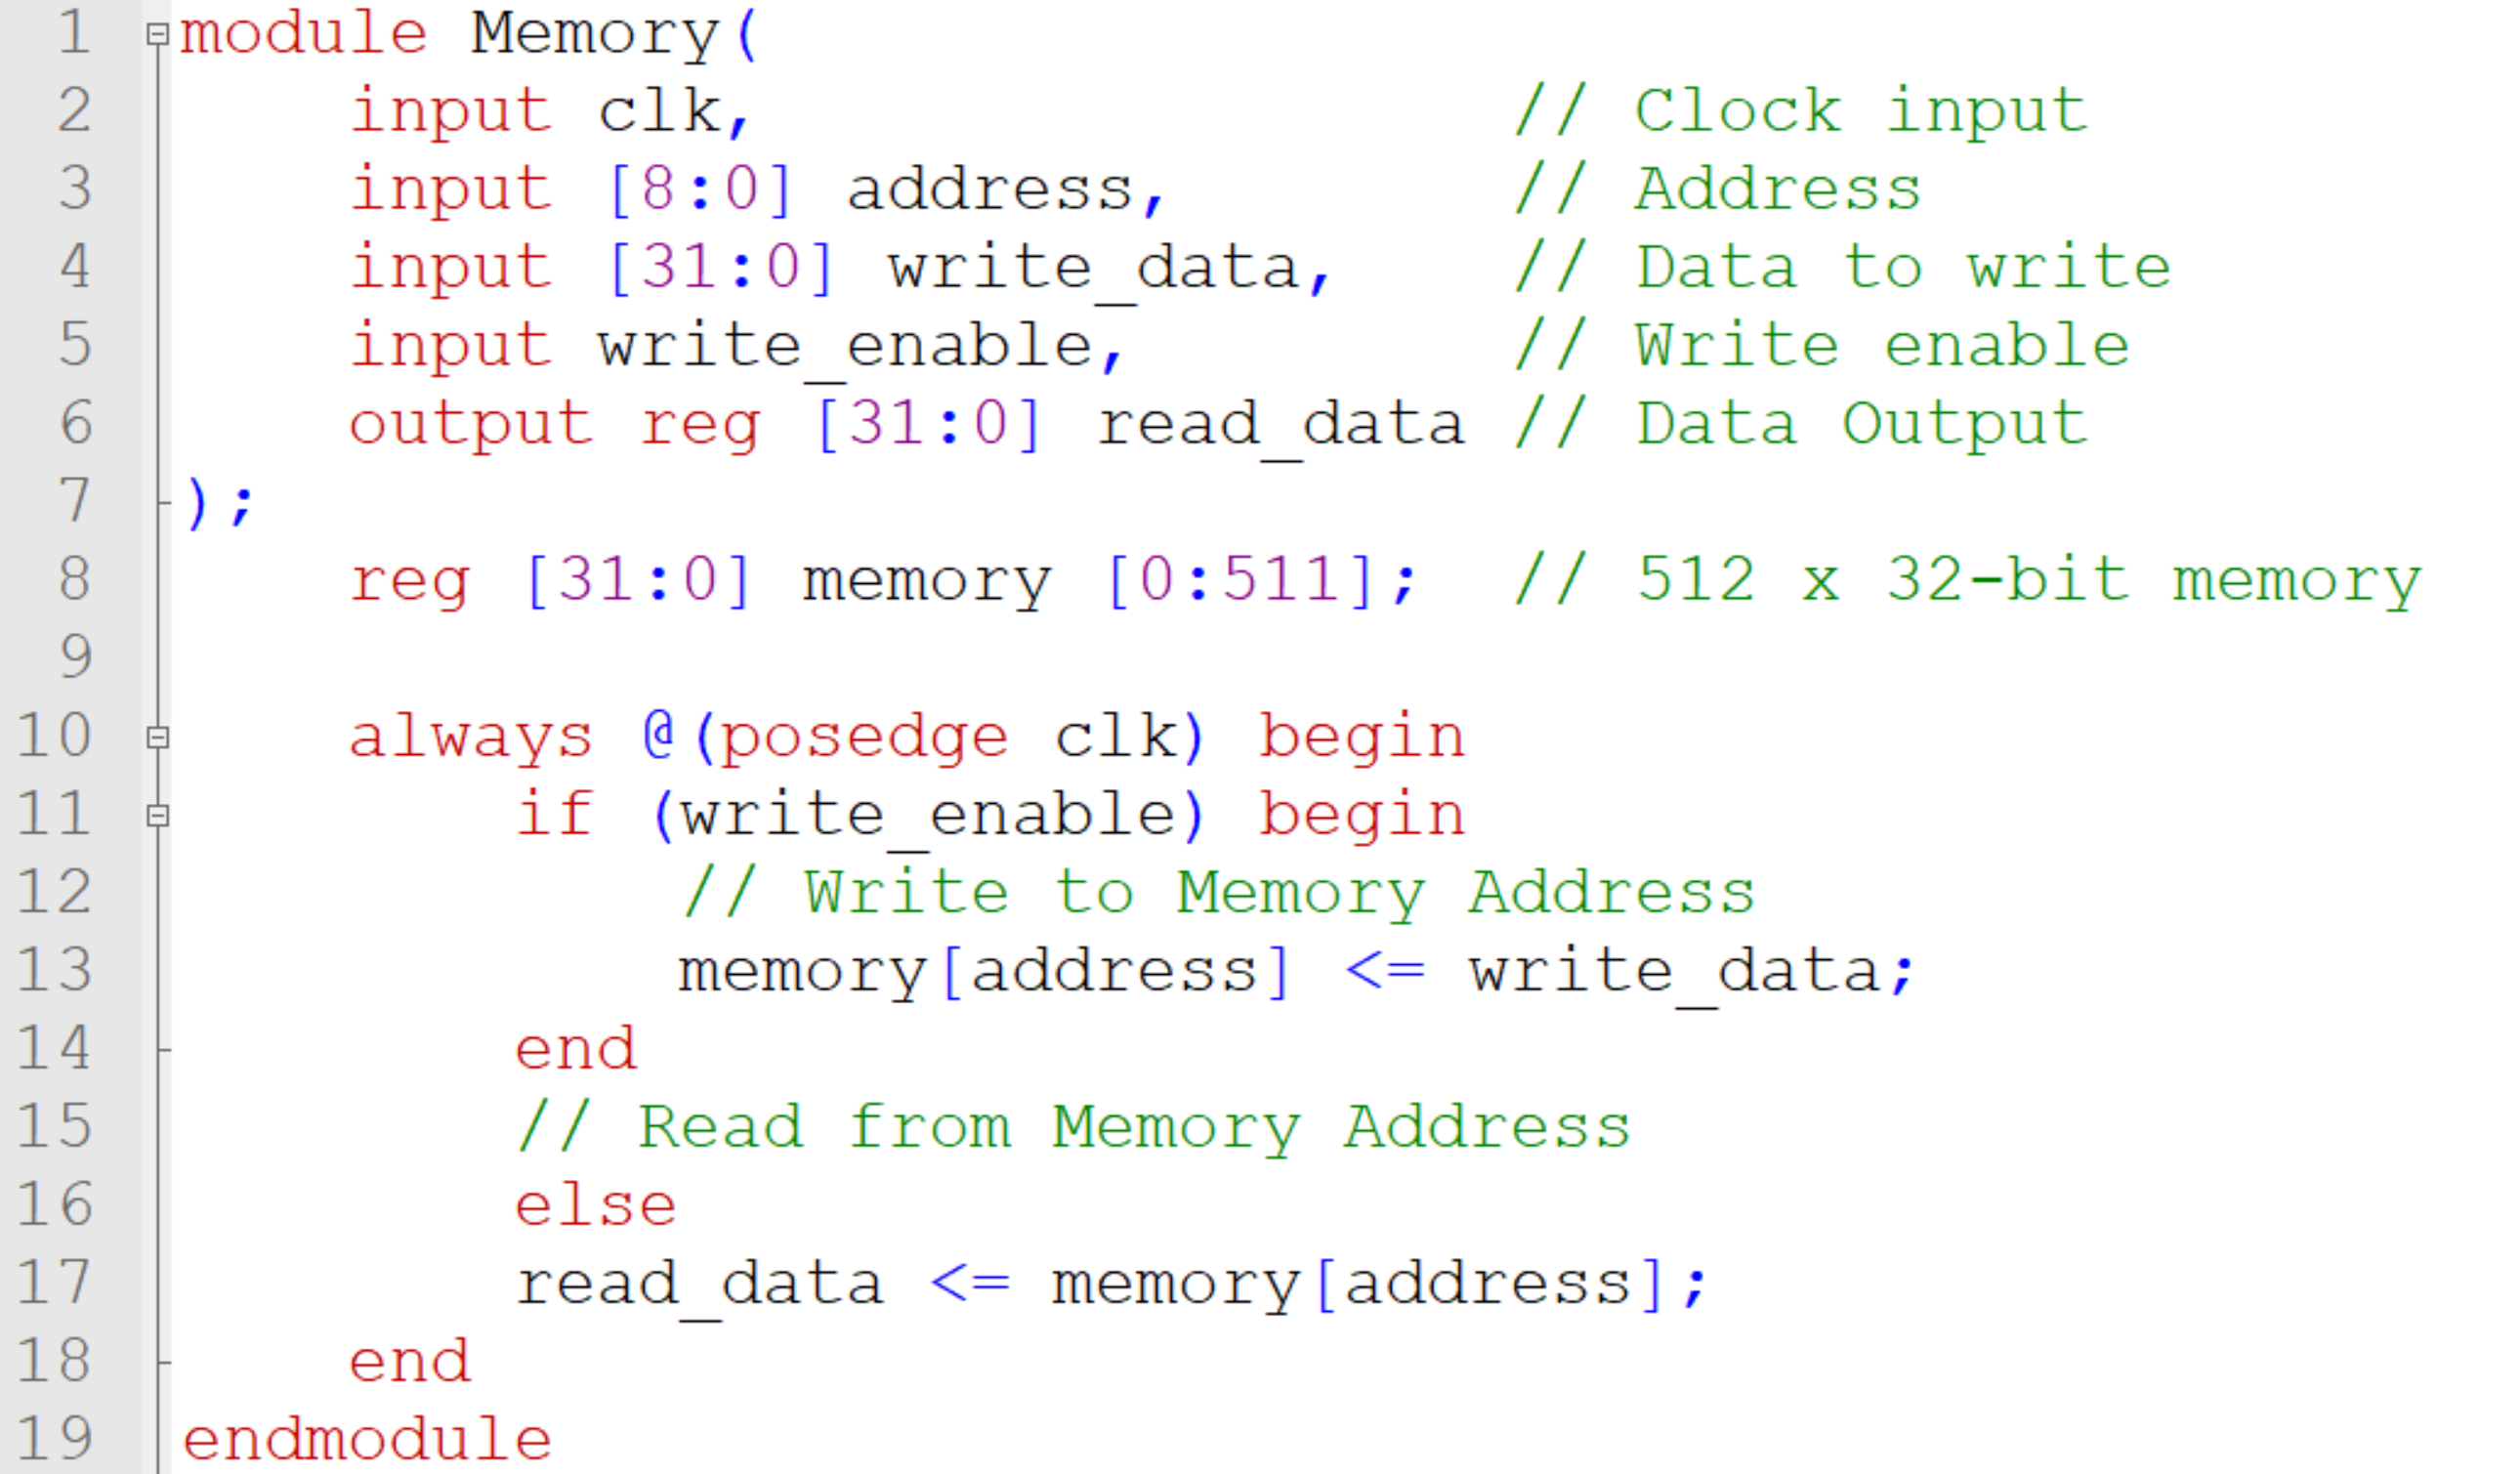 1 module Memory(
2 input clk, // Clock input
3 input [8:0] address, // Address
4 input [31:0] write_data, // Data to write
5 input write_enable, // Write enable
6 output reg [31:0] read_data // Data Output
7 );
8 reg [31:0] memory [0:511]; // 512 x 32-bit memory
9
10 always @(posedge clk) begin
11 if (write_enable) begin
12 // Write to Memory Address
13 memory[address] <= write_data;
14 end
15 // Read from Memory Address
16 else
17 read_data <= memory[address];
18 end
19 endmodule